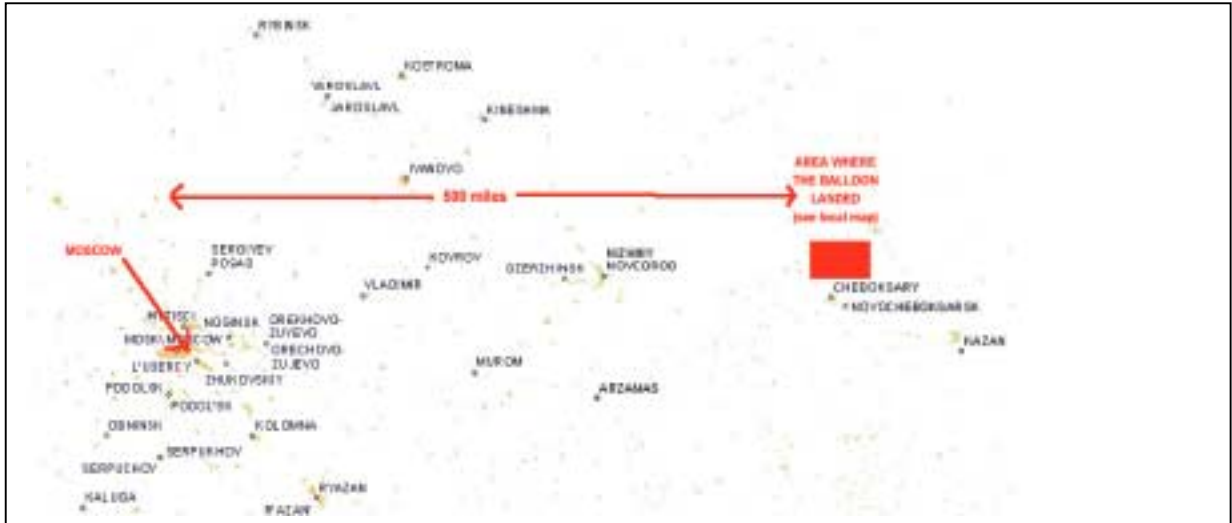 RYBINSK
KOSTROMA
YAROSLAVL
JAROSLAVL
KINESHMA
IVANOVO
AREA WHERE
THE BALLOON
LANDED
(see local map)
500 miles
MOSCOW
SERGIYEV
POSAD
KOVROV
DZERZHINSK
NIZHNIY
NOVGOROD
VLADIMIR
CHEBOKSARY
NOVOCHEBOKSARSK
MYTISCI
NOGINSK
OREKHOVO-
ZUYEVO
MOSKVA MOSCOW
ORECHOVO-
ZUJEVO
KAZAN
L'UBERCY
ZHUKOVSKIY
MUROM
PODOLSK
ARZAMAS
PODOL'SK
OBNINSK
KOLOMNA
SERPUKHOV
SERPUCHOV
RYAZAN
KALUGA
R'AZAN'